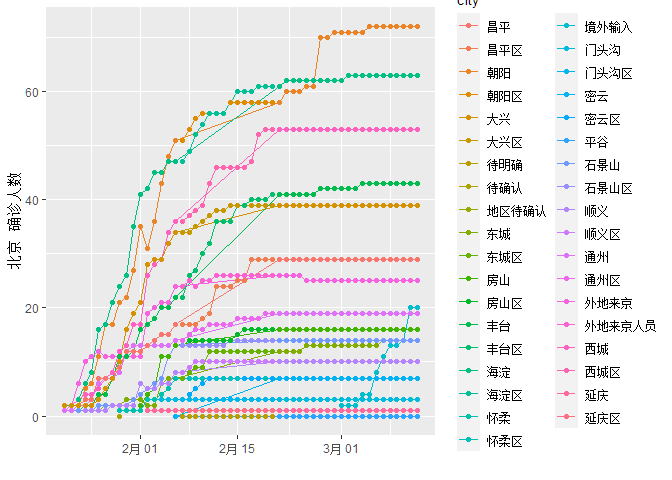 City
北京 确诊人数
60
40
20
0
2月 01
2月 15
3月 01
昌平
昌平区
朝阳
朝阳区
大兴
大兴区
待明确
待确认
地区待确认
东城
东城区
房山
房山区
丰台
丰台区
海淀
海淀区
怀柔
怀柔区
境外输入
门头沟
门头沟区
密云
密云区
平谷
石景山
石景山区
顺义
顺义区
通州
通州区
外地来京
外地来京人员
西城
西城区
延庆
延庆区